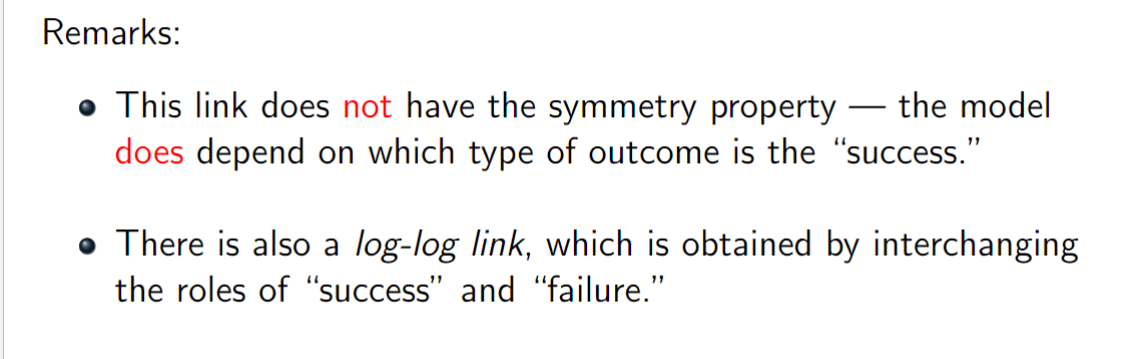 Remarks:
This link does not have the symmetry property — the model
does depend on which type of outcome is the “success.”
There is also a log-log link, which is obtained by interchanging
the roles of “success” and “failure.”